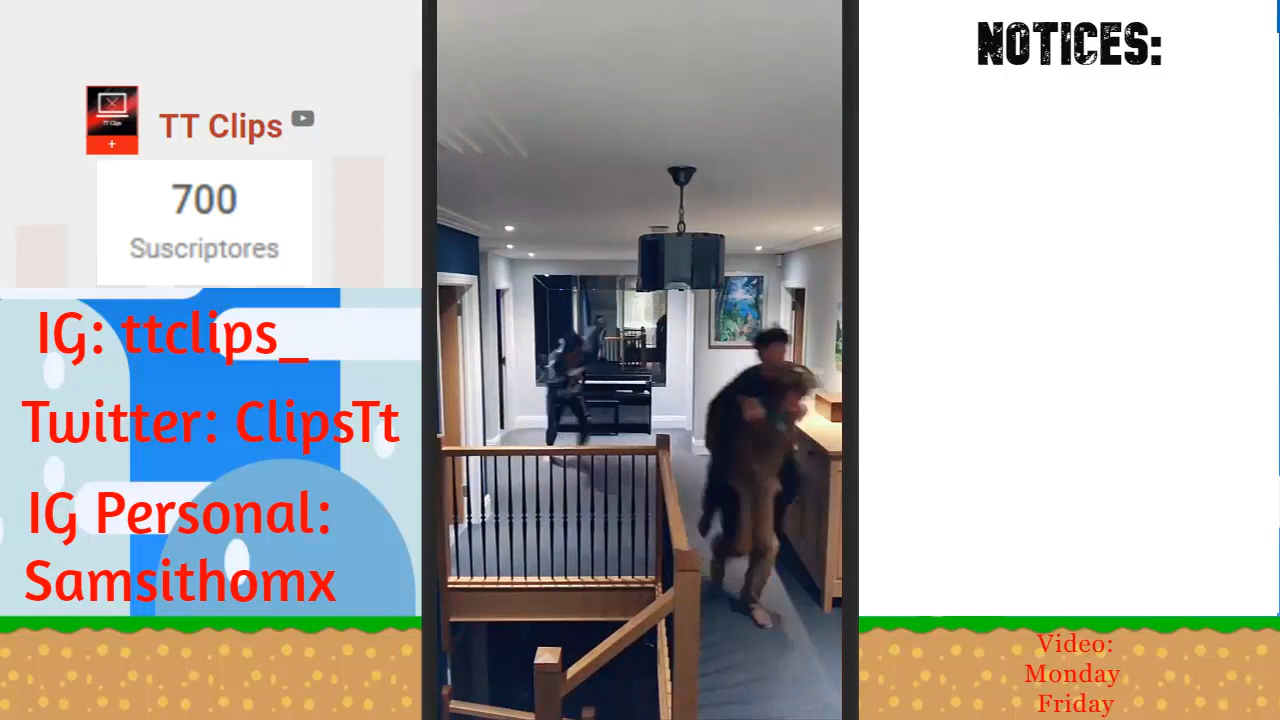 TT Clips
700
Suscriptores
IG: ttclips_
Twitter: ClipsTt
IG Personal:
Samsithomx
NOTICES:
Video:
Monday
Friday